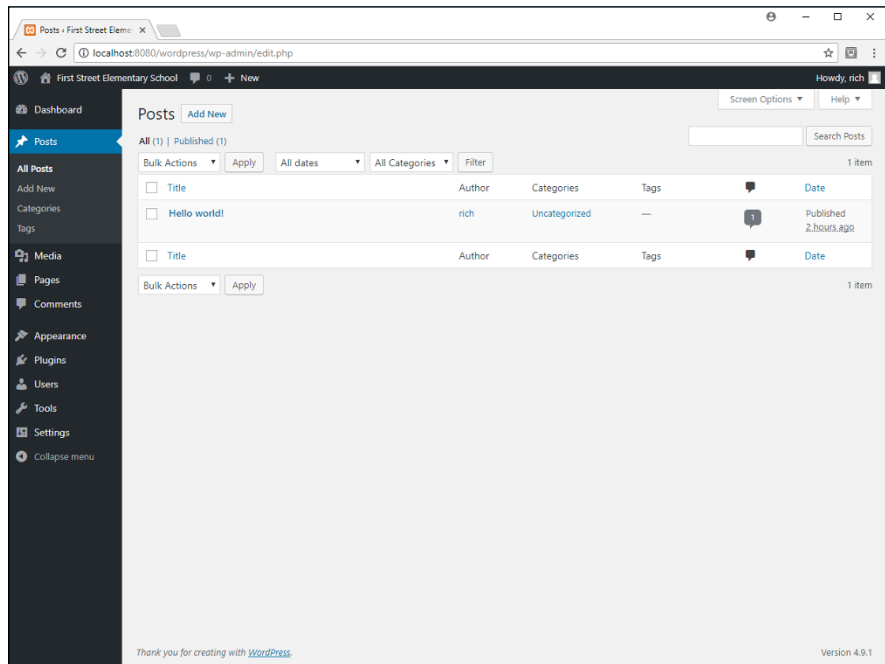 Posts ‹ First Street Eleme
localhost:8080/wordpress/wp-admin/edit.php
First Street Elementary School 0 New Howdy, rich
Dashboard
Posts
All Posts
Add New
Categories
Tags
Media
Pages
Comments
Appearance
Plugins
Users
Tools
Settings
Collapse menu
Screen Options Help
Posts Add New
All (1) | Published (1)
Search Posts
Bulk Actions Apply All dates All Categories Filter 1 item
Title Author Categories Tags Date
Hello world! rich Uncategorized — 1 Published
2 hours ago
Title Author Categories Tags Date
Bulk Actions Apply 1 item
Thank you for creating with WordPress. Version 4.9.1